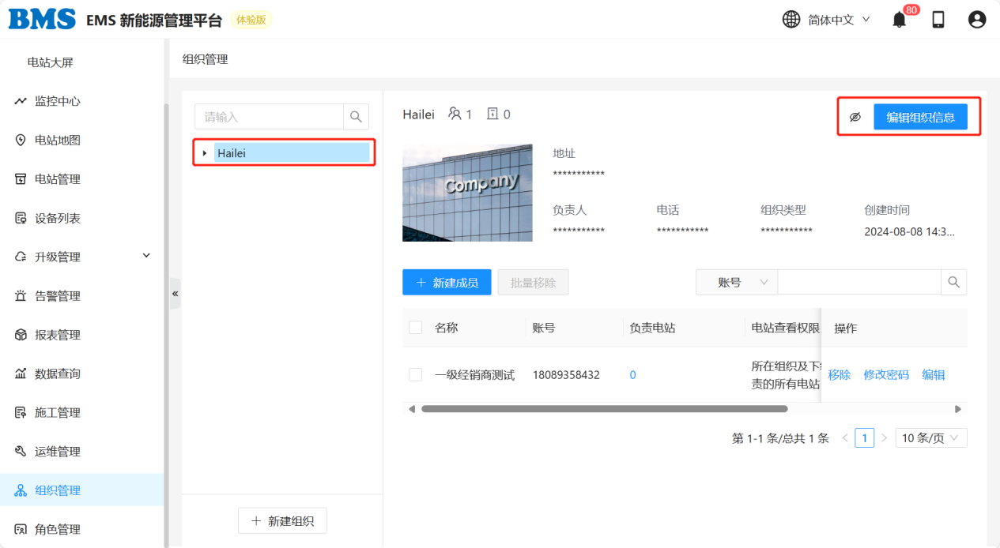 BMS EMS 新能源管理平台 体验版 简体中文 80
电站大屏
监控中心
电站地图
电站管理
设备列表
升级管理
告警管理
报表管理
数据查询
施工管理
运维管理
组织管理
角色管理
组织管理
请输入
Hailei
新建组织
Hailei 1 0
编辑组织信息
Company
地址
***********
负责人 电话 组织类型 创建时间
*********** *********** *********** 2024-08-08 14:3...
新建成员 批量移除 账号
名称 账号 负责电站 电站查看权限 操作
一级经销商测试 18089358432 0 所在组织及下 移除 修改密码 编辑
责的所有电站
第 1-1 条/总共 1 条 < 1 > 10 条/页